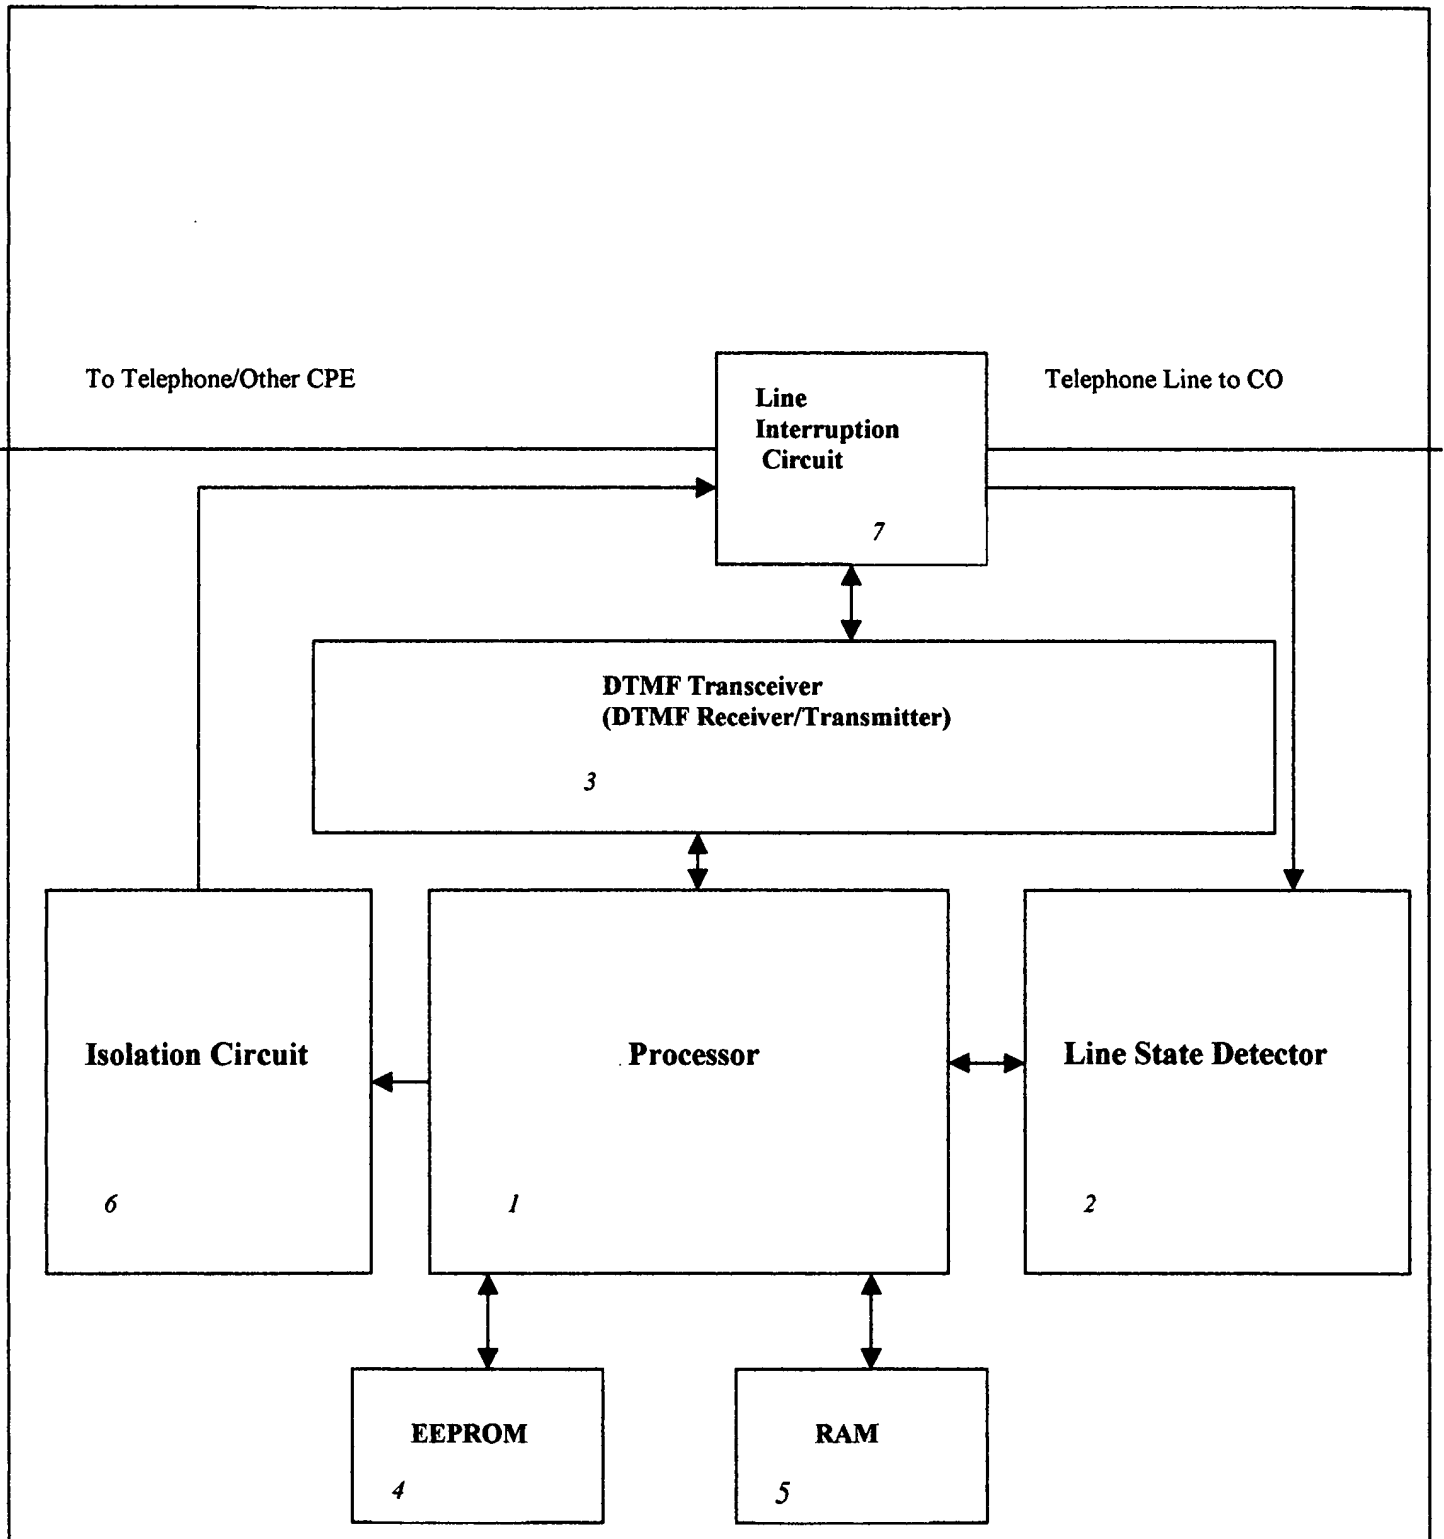 To Telephone/Other CPE
Telephone Line to CO
Line
Interruption
Circuit
7
DTMF Transceiver
(DTMF Receiver/Transmitter)
3
Isolation Circuit
6
Processor
1
Line State Detector
2
EEPROM
4
RAM
5